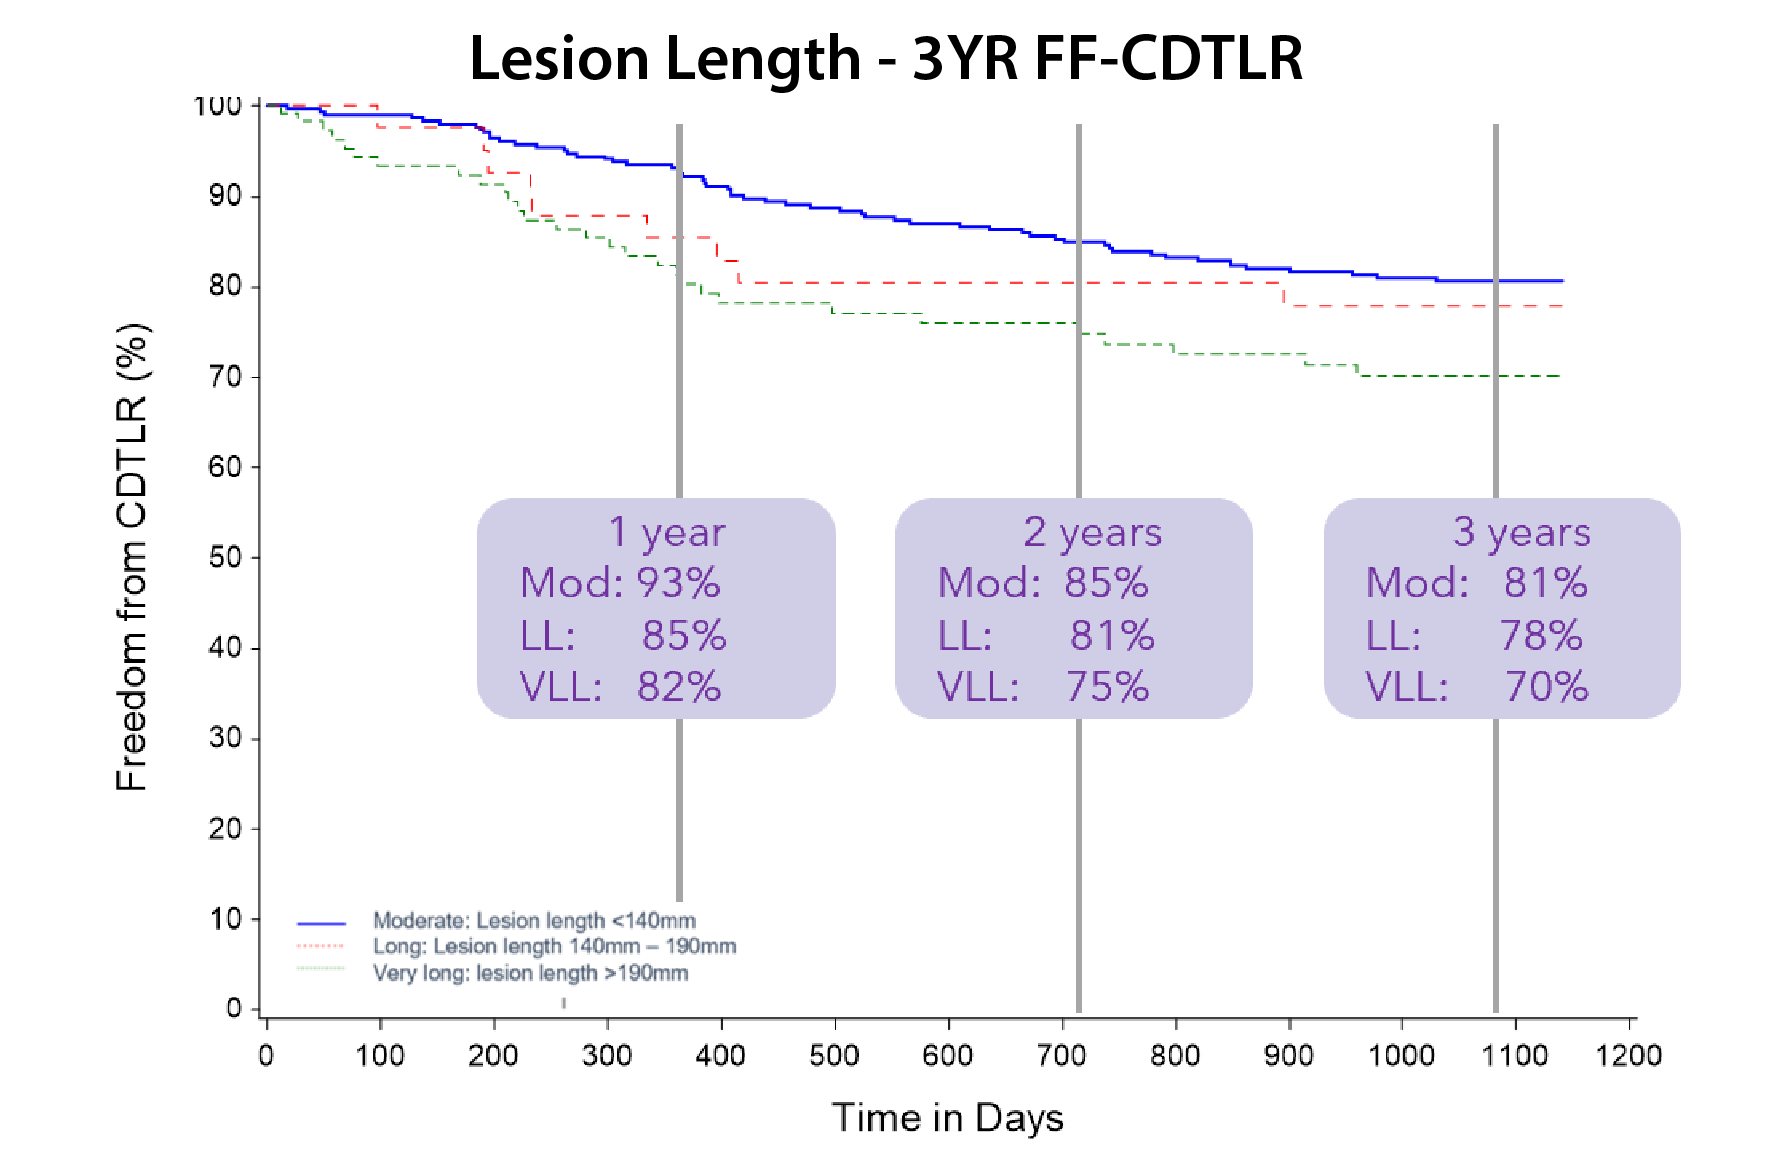 Lesion Length - 3YR FF-CDTLR
Freedom from CDTLR (%)
100
90
80
70
60
50
40
30
20
10
0
1 year
Mod: 93%
LL: 85%
VLL: 82%
2 years
Mod: 85%
LL: 81%
VLL: 75%
3 years
Mod: 81%
LL: 78%
VLL: 70%
Moderate: Lesion length <140mm
Long: Lesion length 140mm – 190mm
Very long: lesion length >190mm
0 100 200 300 400 500 600 700 800 900 1000 1100 1200
Time in Days